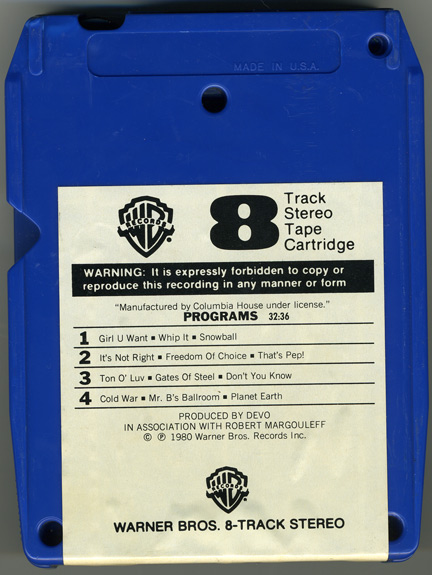 MADE IN U.S.A.
W RECORDS B ®
8 Track
Stereo
Tape
Cartridge
WARNING: It is expressly forbidden to copy or
reproduce this recording in any manner or form
"Manufactured by Columbia House under license."
PROGRAMS 32:36
1 Girl U Want ▪ Whip It ▪ Snowball
2 It's Not Right ▪ Freedom Of Choice ▪ That's Pep!
3 Ton O' Luv ▪ Gates Of Steel ▪ Don't You Know
4 Cold War ▪ Mr. B's Ballroom ▪ Planet Earth
PRODUCED BY DEVO
IN ASSOCIATION WITH ROBERT MARGOULEFF
© ℗ 1980 Warner Bros. Records Inc.
W RECORDS B ®
WARNER BROS. 8-TRACK STEREO